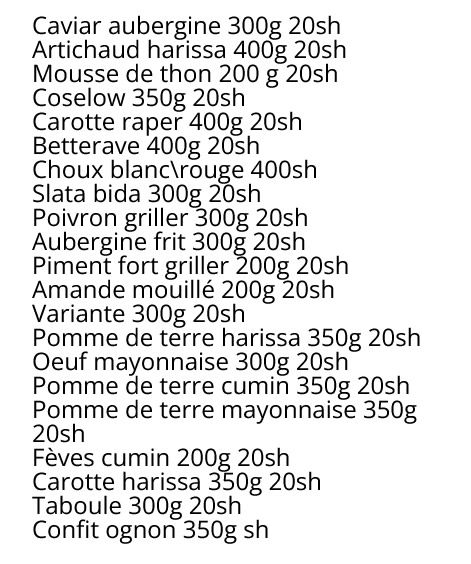 Caviar aubergine 300g 20sh
Artichaud harissa 400g 20sh
Mousse de thon 200 g 20sh
Coselow 350g 20sh
Carotte raper 400g 20sh
Betterave 400g 20sh
Choux blanc\rouge 400sh
Slata bida 300g 20sh
Poivron griller 300g 20sh
Aubergine frit 300g 20sh
Piment fort griller 200g 20sh
Amande mouillé 200g 20sh
Variante 300g 20sh
Pomme de terre harissa 350g 20sh
Oeuf mayonnaise 300g 20sh
Pomme de terre cumin 350g 20sh
Pomme de terre mayonnaise 350g
20sh
Fèves cumin 200g 20sh
Carotte harissa 350g 20sh
Taboule 300g 20sh
Confit ognon 350g sh